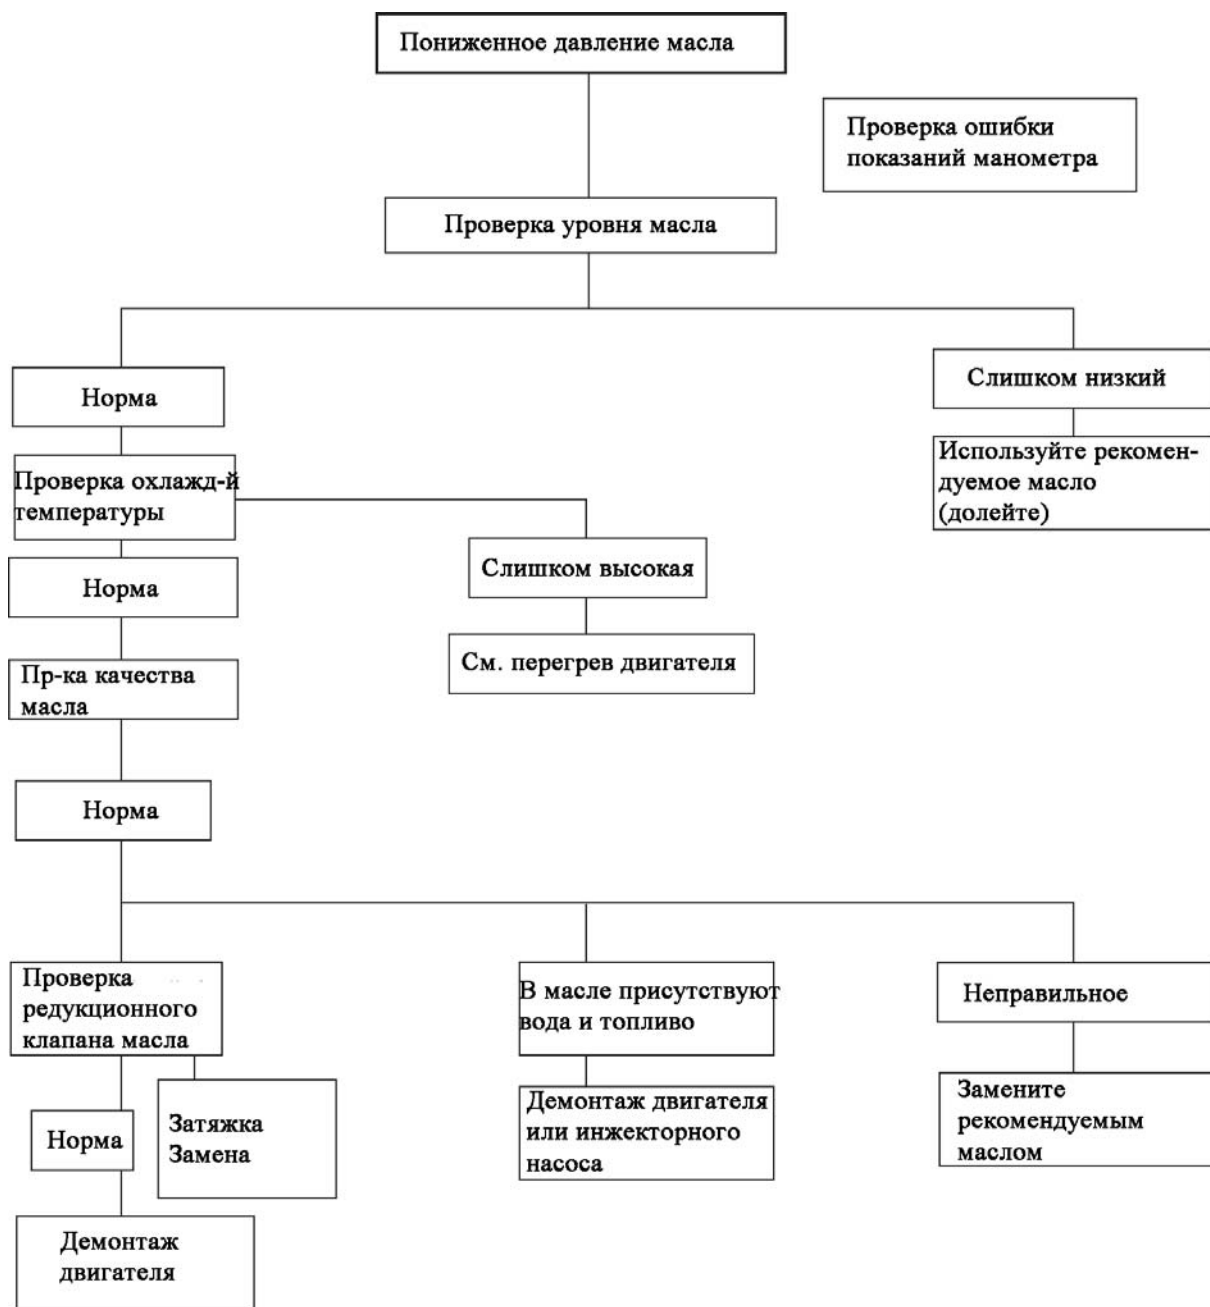 Пониженное давление масла
Проверка ошибки
показаний манометра
Проверка уровня масла
Норма
Слишком низкий
Проверка охлажд-й
температуры
Используйте рекомен-
дуемое масло
(долейте)
Слишком высокая
Норма
См. перегрев двигателя
Пр-ка качества
масла
Норма
Проверка
редукционного
клапана масла
В масле присутствуют
вода и топливо
Неправильное
Норма
Затяжка
Замена
Демонтаж двигателя
или инжекторного
насоса
Замените
рекомендуемым
маслом
Демонтаж
двигателя